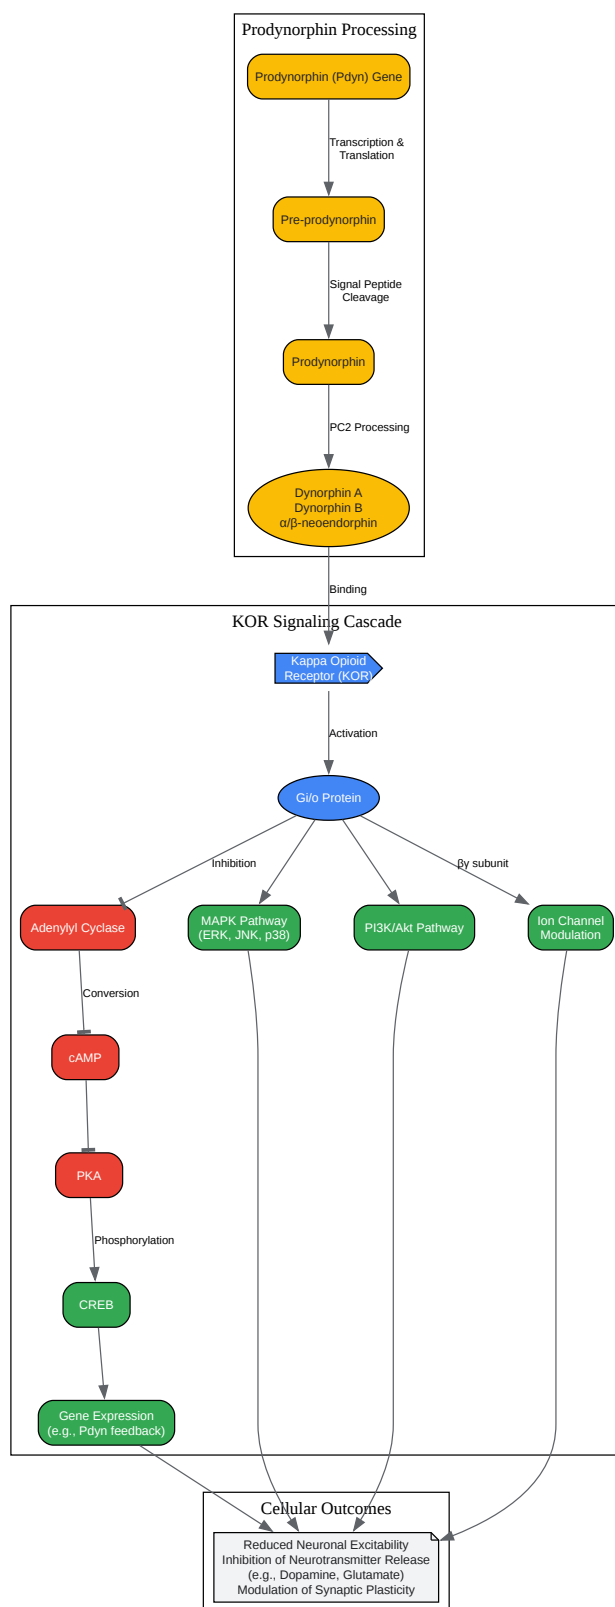 Prodynorphin Processing
Prodynorphin (Pdyn) Gene
Transcription &
Translation
Pre-prodynorphin
Signal Peptide
Cleavage
Prodynorphin
PC2 Processing
Dynorphin A
Dynorphin B
α/β-neoendorphin
Binding
KOR Signaling Cascade
Kappa Opioid
Receptor (KOR)
Activation
Gi/o Protein
Inhibition
βγ subunit
Adenylyl Cyclase
MAPK Pathway
(ERK, JNK, p38)
PI3K/Akt Pathway
Ion Channel
Modulation
Conversion
cAMP
PKA
Phosphorylation
CREB
Gene Expression
(e.g., Pdyn feedback)
Cellular Outcomes
Reduced Neuronal Excitability
Inhibition of Neurotransmitter Release
(e.g., Dopamine, Glutamate)
Modulation of Synaptic Plasticity